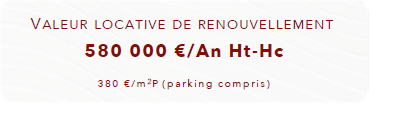 VALEUR LOCATIVE DE RENOUVELLEMENT
580 000 €/An Ht-Hc
380 €/m²P (parking compris)